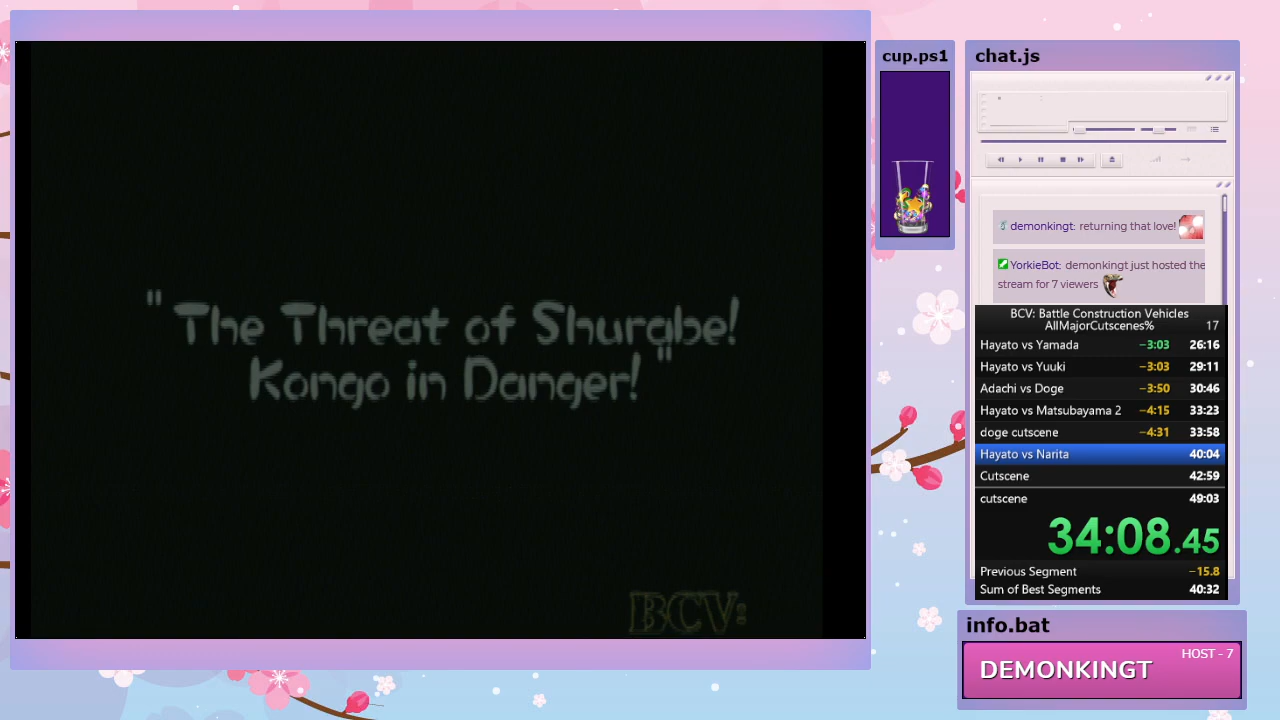 " The Threat of Shurabe!
Kongo in Danger! "
BCV:
cup.ps1
chat.js
demonkingt: returning that love!
YorkieBot: demonkingt just hosted the
stream for 7 viewers
BCV: Battle Construction Vehicles
AllMajorCutscenes% 17
Hayato vs Yamada −3:03 26:16
Hayato vs Yuuki −3:03 29:11
Adachi vs Doge −3:50 30:46
Hayato vs Matsubayama 2 −4:15 33:23
doge cutscene −4:31 33:58
Hayato vs Narita 40:04
Cutscene 42:59
cutscene 49:03
34:08.45
Previous Segment −15.8
Sum of Best Segments 40:32
info.bat
HOST - 7
DEMONKINGT